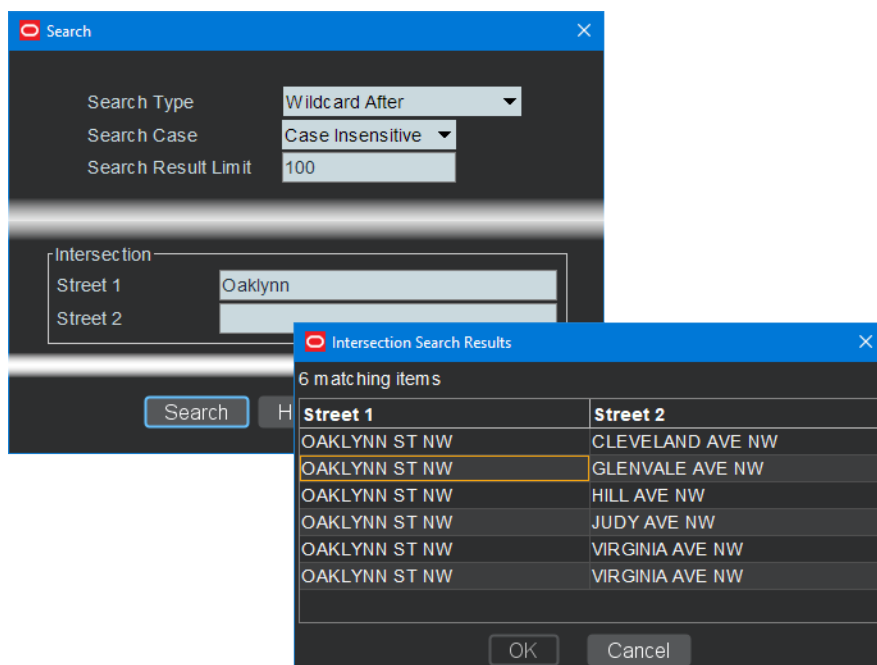 Search
Search Type Wildcard After
Search Case Case Insensitive
Search Result Limit 100
Intersection
Street 1 Oaklynn
Street 2
Search H
Intersection Search Results
6 matching items
Street 1 Street 2
OAKLYNN ST NW CLEVELAND AVE NW
OAKLYNN ST NW GLENVALE AVE NW
OAKLYNN ST NW HILL AVE NW
OAKLYNN ST NW JUDY AVE NW
OAKLYNN ST NW VIRGINIA AVE NW
OAKLYNN ST NW VIRGINIA AVE NW
OK Cancel